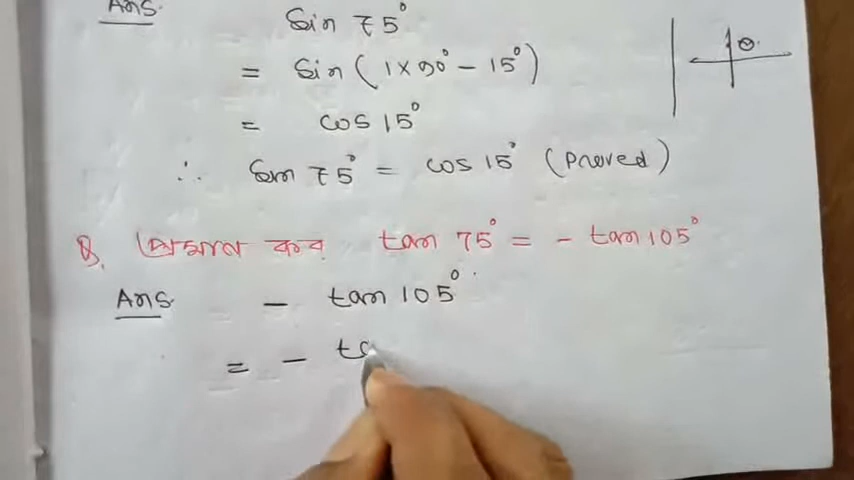 Ans.
Sin 75°
= Sin (1×90° - 15°)
θ.
= cos 15°
∴ Sin 75° = cos 15° (Proved)
Q. প্রমাণ কর tan 75° = - tan 105°
Ans. - tan 105°
= - ta